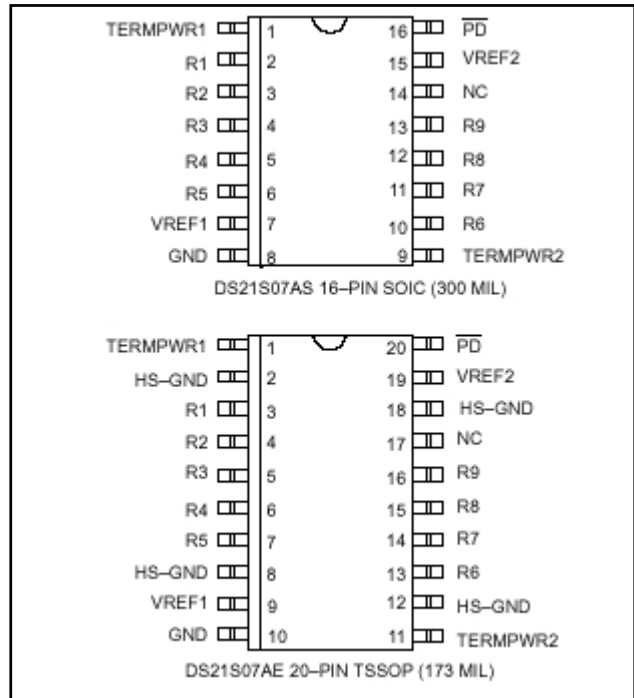 TERMPWR1 1 16 P̅D̅
R1 2 15 VREF2
R2 3 14 NC
R3 4 13 R9
R4 5 12 R8
R5 6 11 R7
VREF1 7 10 R6
GND 8 9 TERMPWR2
DS21S07AS 16–PIN SOIC (300 MIL)
TERMPWR1 1 20 P̅D̅
HS–GND 2 19 VREF2
R1 3 18 HS–GND
R2 4 17 NC
R3 5 16 R9
R4 6 15 R8
R5 7 14 R7
HS–GND 8 13 R6
VREF1 9 12 HS–GND
GND 10 11 TERMPWR2
DS21S07AE 20–PIN TSSOP (173 MIL)